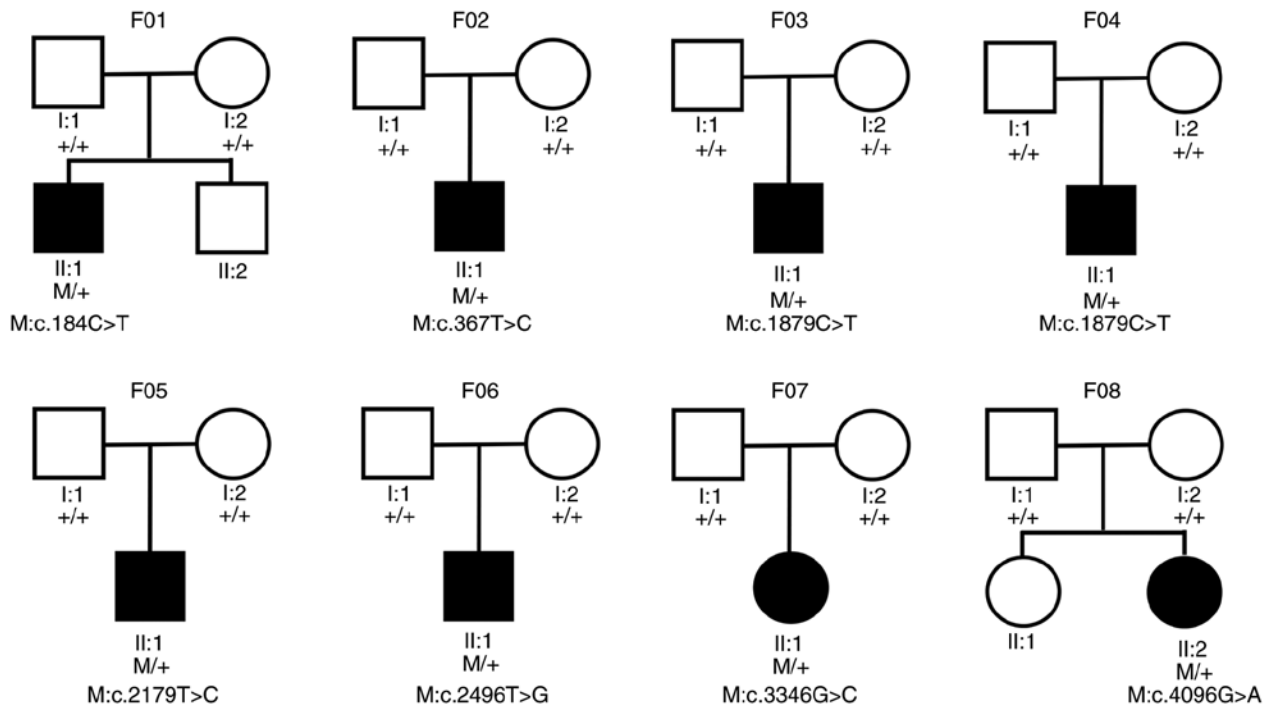 F01
F02
F03
F04
I:1
+/+
I:2
+/+
I:1
+/+
I:2
+/+
I:1
+/+
I:2
+/+
I:1
+/+
I:2
+/+
II:1
M/+
M:c.184C>T
II:2
II:1
M/+
M:c.367T>C
II:1
M/+
M:c.1879C>T
II:1
M/+
M:c.1879C>T
F05
F06
F07
F08
I:1
+/+
I:2
+/+
I:1
+/+
I:2
+/+
I:1
+/+
I:2
+/+
I:1
+/+
I:2
+/+
II:1
M/+
M:c.2179T>C
II:1
M/+
M:c.2496T>G
II:1
M/+
M:c.3346G>C
II:1
II:2
M/+
M:c.4096G>A